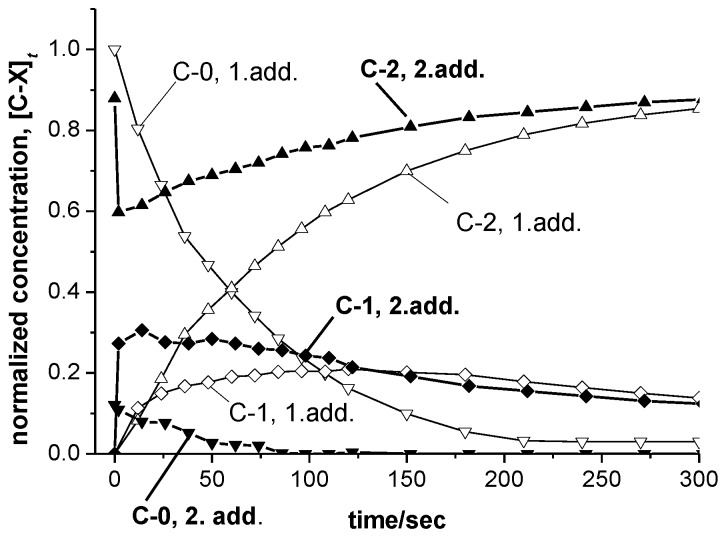 normalized concentration, [C-X]t
1.0
0.8
0.6
0.4
0.2
0.0
C-0, 1.add.
C-2, 2.add.
C-2, 1.add.
C-1, 2.add.
C-1, 1.add.
C-0, 2. add.
0
50
100
150
200
250
300
time/sec